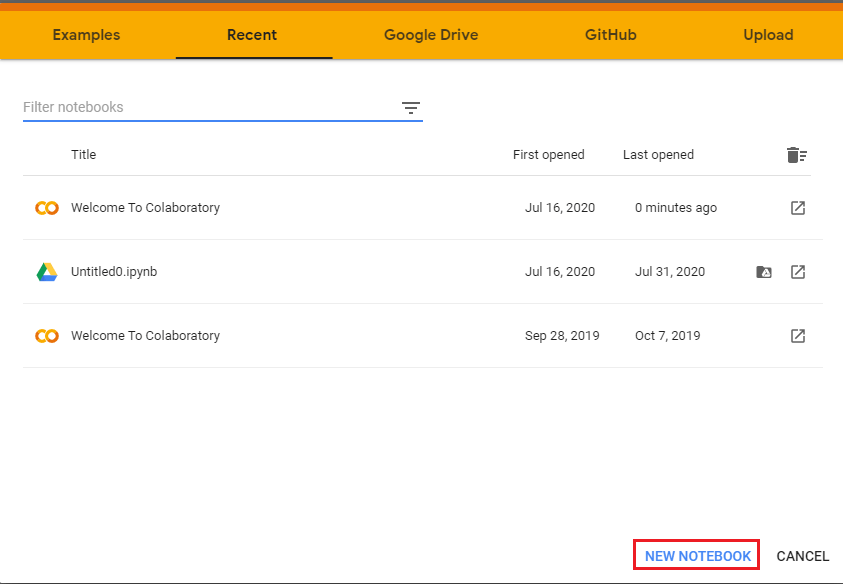 Examples Recent Google Drive GitHub Upload
Filter notebooks
Title First opened Last opened
Welcome To Colaboratory Jul 16, 2020 0 minutes ago
Untitled0.ipynb Jul 16, 2020 Jul 31, 2020
Welcome To Colaboratory Sep 28, 2019 Oct 7, 2019
NEW NOTEBOOK CANCEL